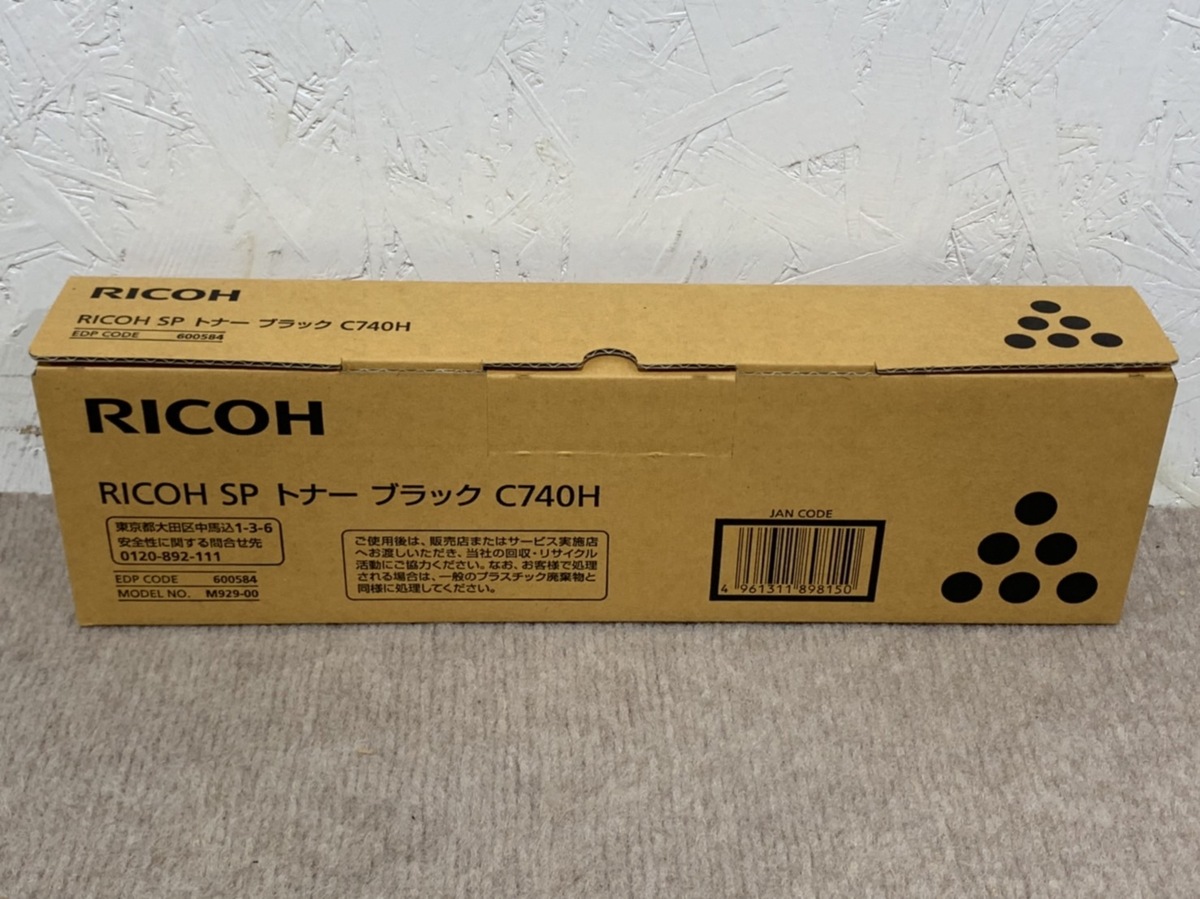 RICOH
RICOH SP トナー ブラック C740H
EDP CODE 600584
RICOH
RICOH SP トナー ブラック C740H
東京都大田区中馬込1-3-6
安全性に関する問合せ先
0120-892-111
EDP CODE 600584
MODEL NO. M929-00
ご使用後は、販売店またはサービス実施店
へお渡しいただき、当社の回収・リサイクル
活動にご協力ください。なお、お客様で処理
される場合は、一般のプラスチック廃棄物と
同様に処理してください。
JAN CODE
4 961311 898150